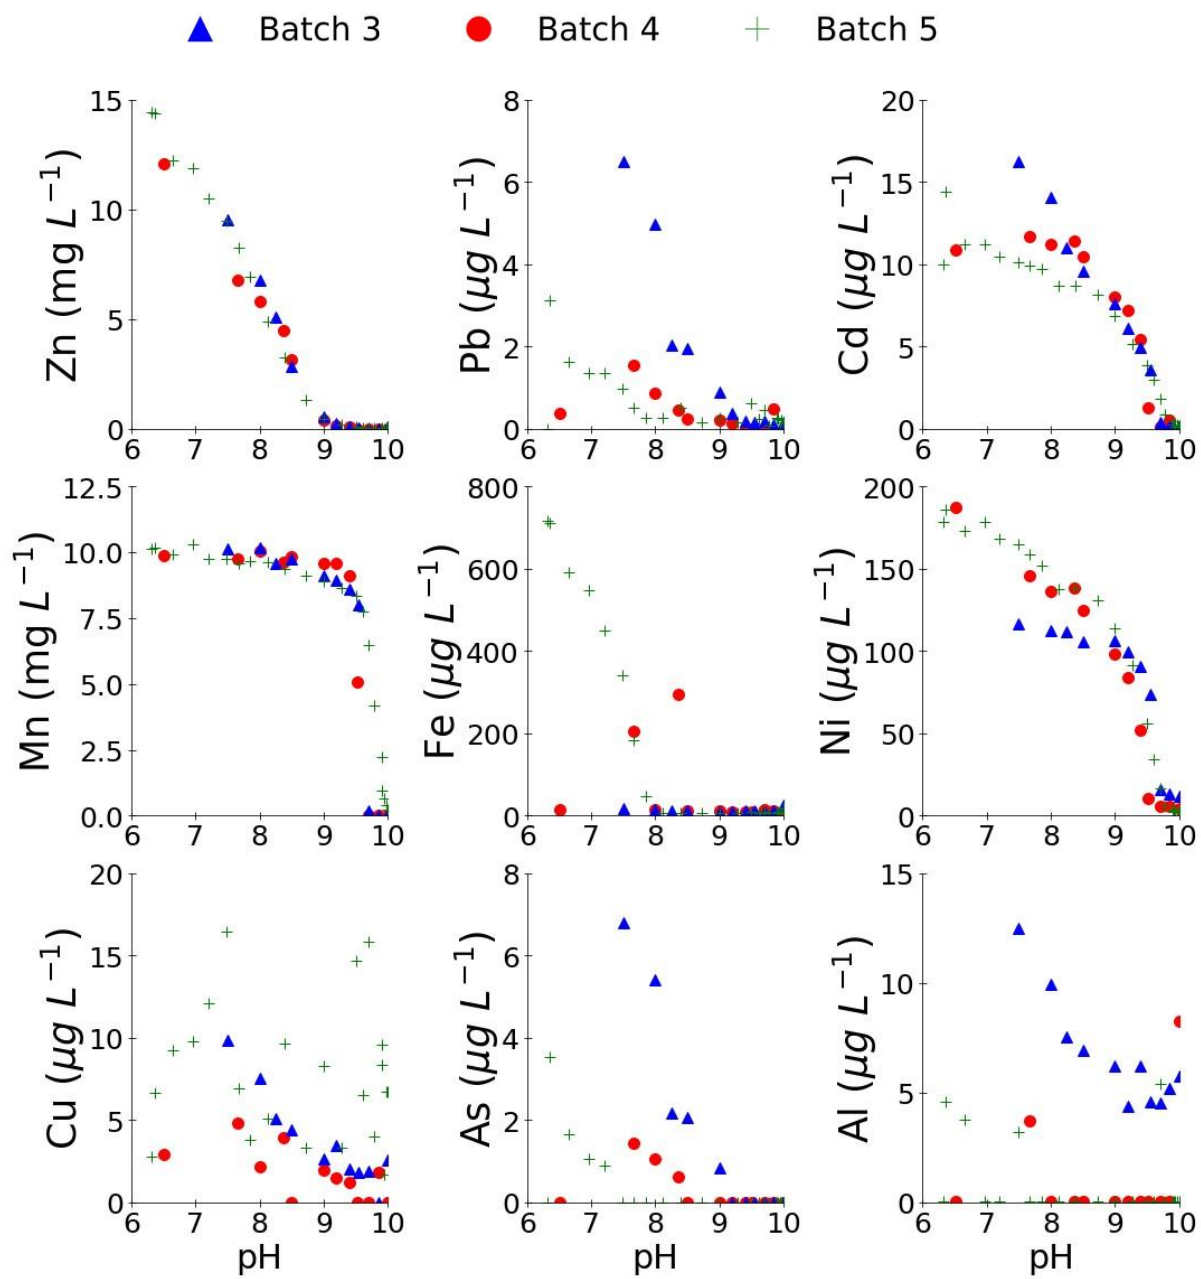 Batch 3 Batch 4 Batch 5
Zn (mg L⁻¹)
15
10
5
0
6 7 8 9 10
Pb (μg L⁻¹)
8
6
4
2
0
6 7 8 9 10
Cd (μg L⁻¹)
20
15
10
5
0
6 7 8 9 10
Mn (mg L⁻¹)
12.5
10.0
7.5
5.0
2.5
0.0
6 7 8 9 10
Fe (μg L⁻¹)
800
600
400
200
0
6 7 8 9 10
Ni (μg L⁻¹)
200
150
100
50
0
6 7 8 9 10
Cu (μg L⁻¹)
20
15
10
5
0
6 7 8 9 10
pH
As (μg L⁻¹)
8
6
4
2
0
6 7 8 9 10
pH
Al (μg L⁻¹)
15
10
5
0
6 7 8 9 10
pH